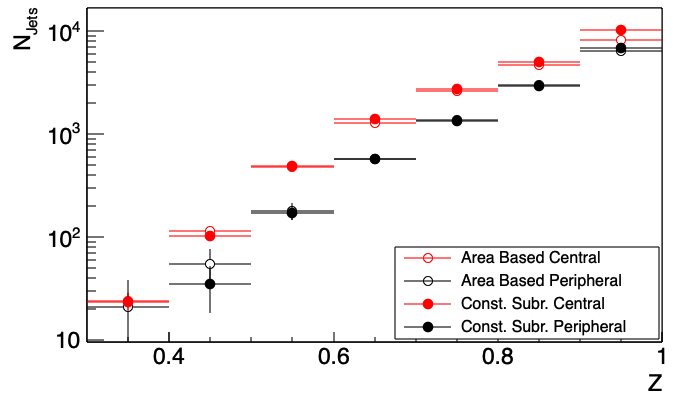 N_Jets
10^4
10^3
10^2
10
0.4
0.6
0.8
1
Z
Area Based Central
Area Based Peripheral
Const. Subr. Central
Const. Subr. Peripheral